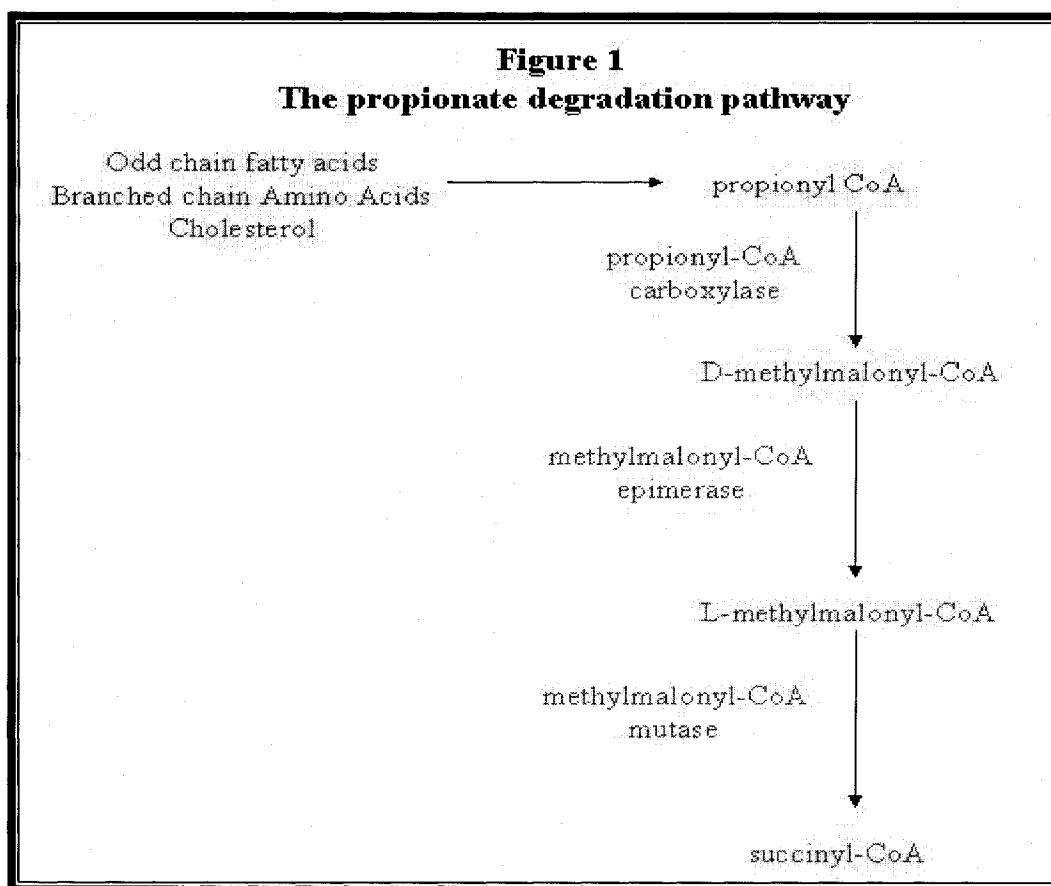 Figure 1
The propionate degradation pathway
Odd chain fatty acids
Branched chain Amino Acids
Cholesterol
propionyl CoA
propionyl-CoA
carboxylase
D-methylmalonyl-CoA
methylmalonyl-CoA
epimerase
L-methylmalonyl-CoA
methylmalonyl-CoA
mutase
succinyl-CoA